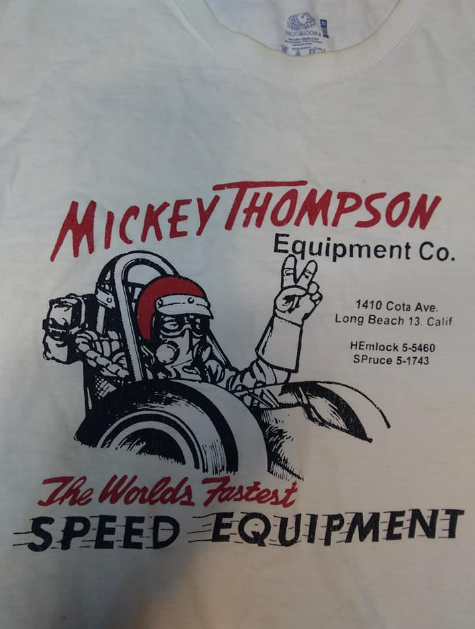 MICKEY THOMPSON
Equipment Co.
1410 Cota Ave.
Long Beach 13, Calif.
HEmlock 5-5460
SPruce 5-1743
The Worlds Fastest
SPEED EQUIPMENT